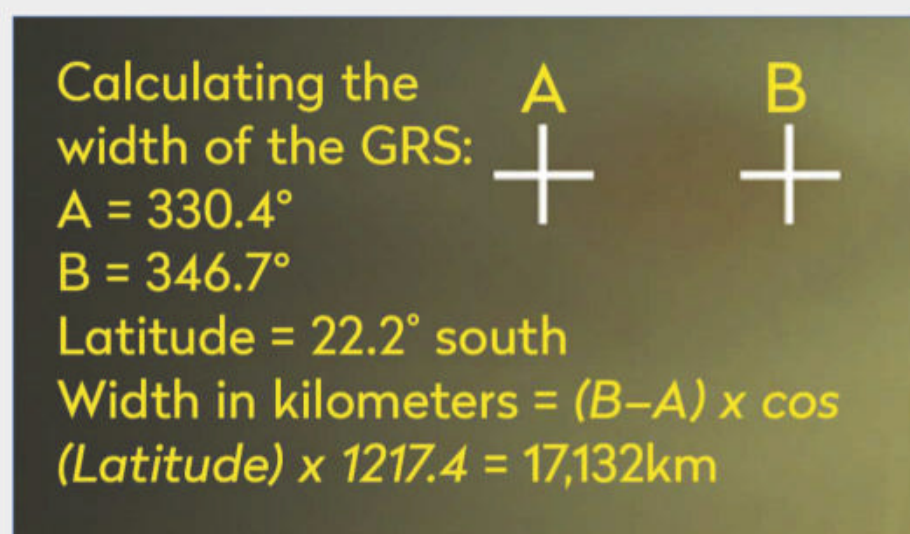 A B
Calculating the
width of the GRS:
A = 330.4°
B = 346.7°
Latitude = 22.2° south
Width in kilometers = (B–A) x cos
(Latitude) x 1217.4 = 17,132km